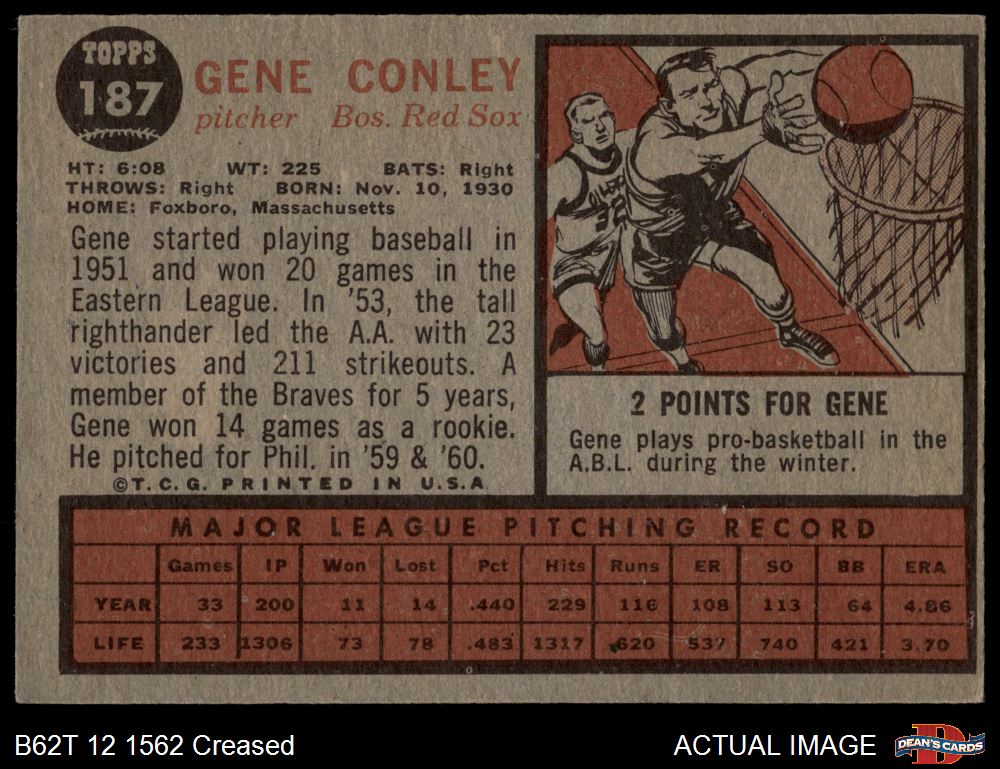 TOPPS
187
GENE CONLEY
pitcher Bos. Red Sox
HT: 6:08 WT: 225 BATS: Right
THROWS: Right BORN: Nov. 10, 1930
HOME: Foxboro, Massachusetts
Gene started playing baseball in
1951 and won 20 games in the
Eastern League. In '53, the tall
righthander led the A.A. with 23
victories and 211 strikeouts. A
member of the Braves for 5 years,
Gene won 14 games as a rookie.
He pitched for Phil. in '59 & '60.
©T.C.G. PRINTED IN U.S.A
2 POINTS FOR GENE
Gene plays pro-basketball in the
A.B.L. during the winter.
MAJOR LEAGUE PITCHING RECORD
Games IP Won Lost Pct Hits Runs ER SO BB ERA
YEAR 33 200 11 14 .440 229 116 108 113 64 4.86
LIFE 233 1306 73 78 .483 1317 620 537 740 421 3.70
B62T 12 1562 Creased
ACTUAL IMAGE
D
DEAN'S CARDS